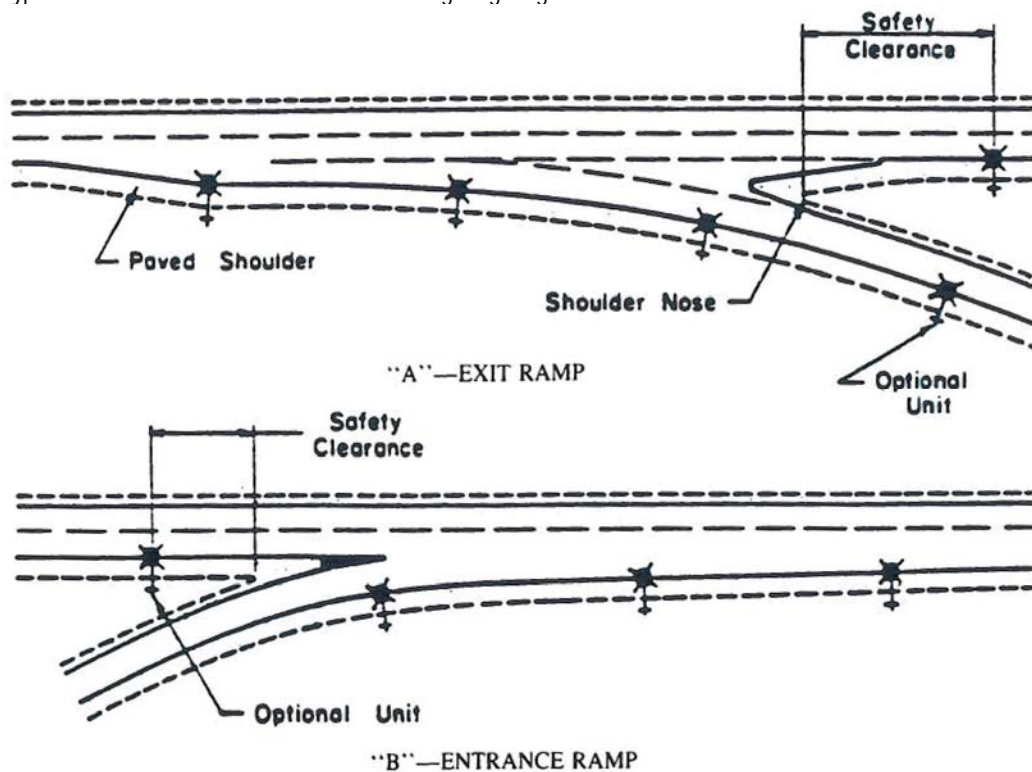 Safety
Clearance
Paved Shoulder
Shoulder Nose
Optional
Unit
"A"—EXIT RAMP
Safety
Clearance
Optional Unit
"B"—ENTRANCE RAMP